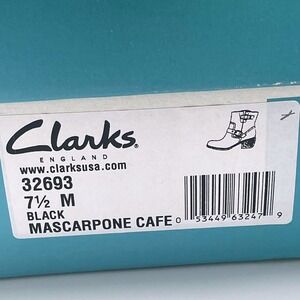 Clarks
ENGLAND
www.clarksusa.com
32693
7½ M
BLACK
MASCARPONE CAFE
0 53449 63247 9